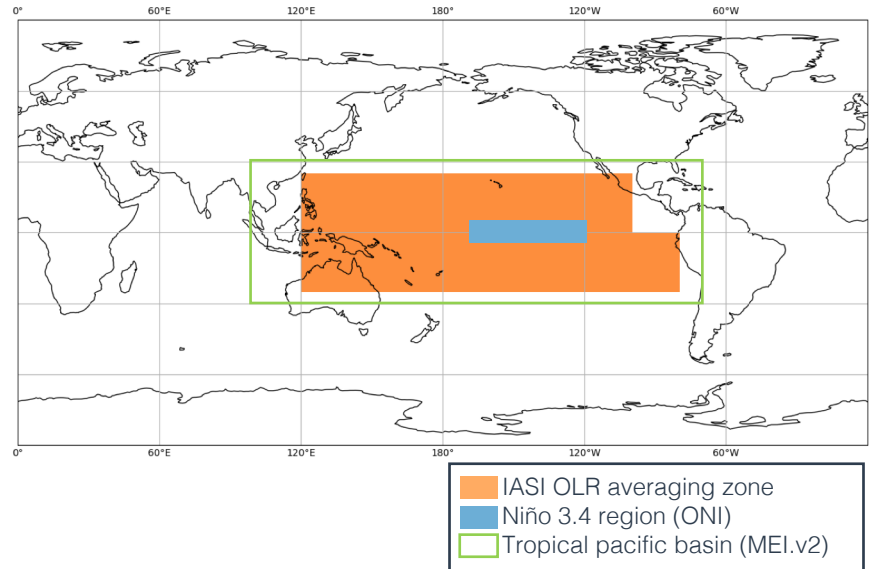 0° 60°E 120°E 180° 120°W 60°W
0° 60°E 120°E 180° 120°W 60°W
IASI OLR averaging zone
Niño 3.4 region (ONI)
Tropical pacific basin (MEI.v2)